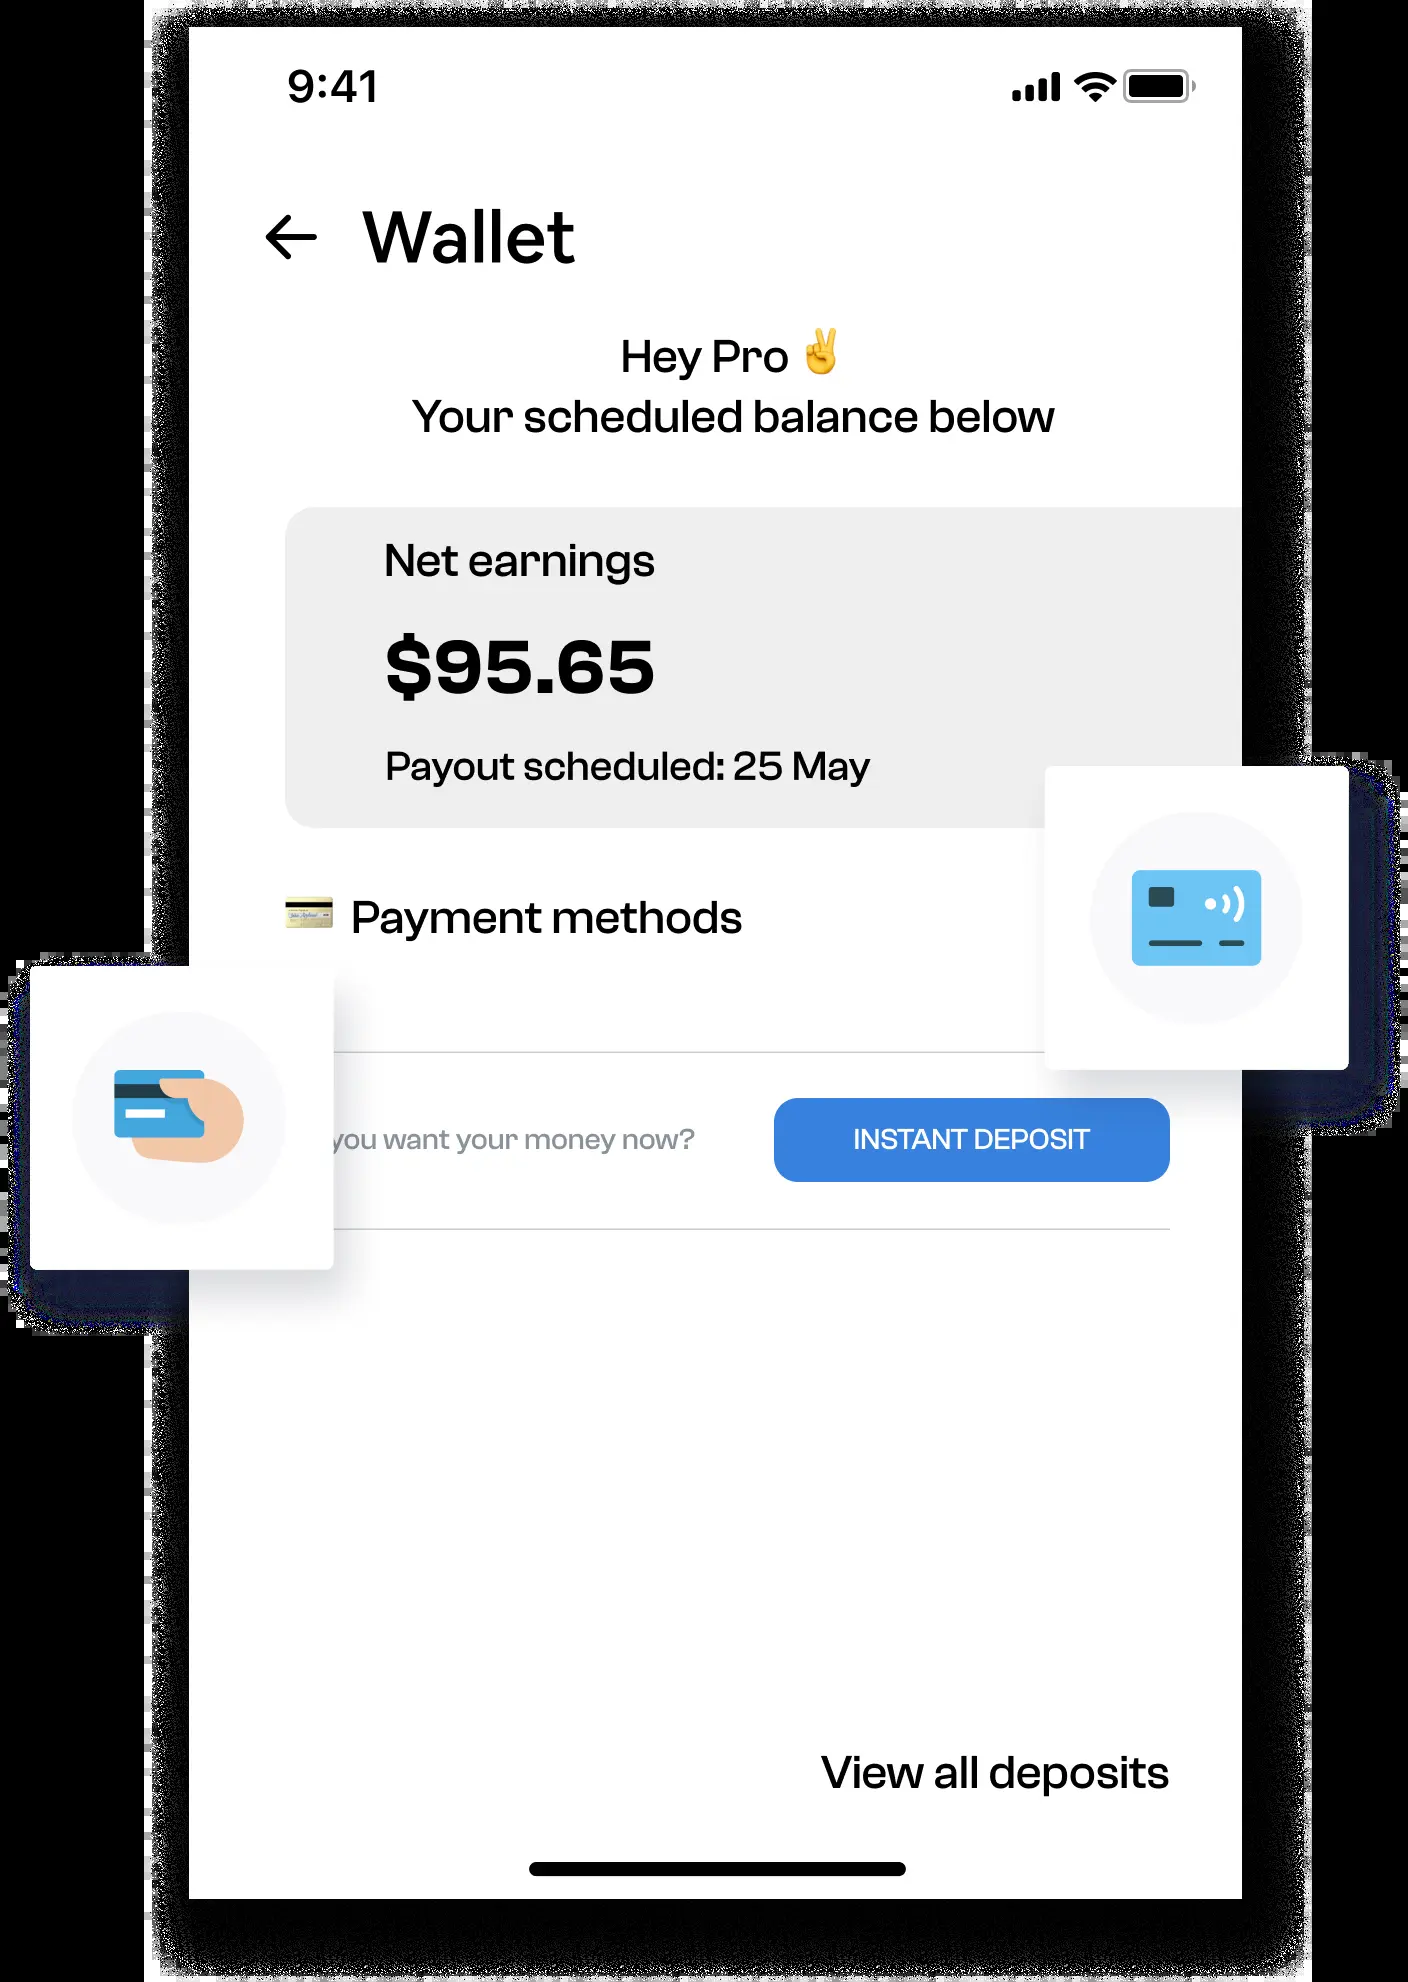 9:41
Wallet
Hey Pro ✌️
Your scheduled balance below
Net earnings
$95.65
Payout scheduled: 25 May
Payment methods
you want your money now?
INSTANT DEPOSIT
View all deposits